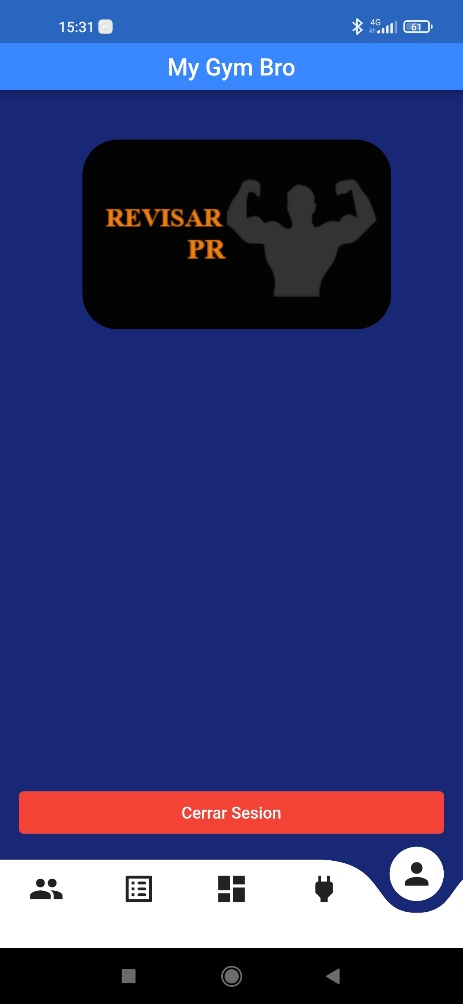 15:31
4G
61
My Gym Bro
REVISAR
PR
Cerrar Sesion